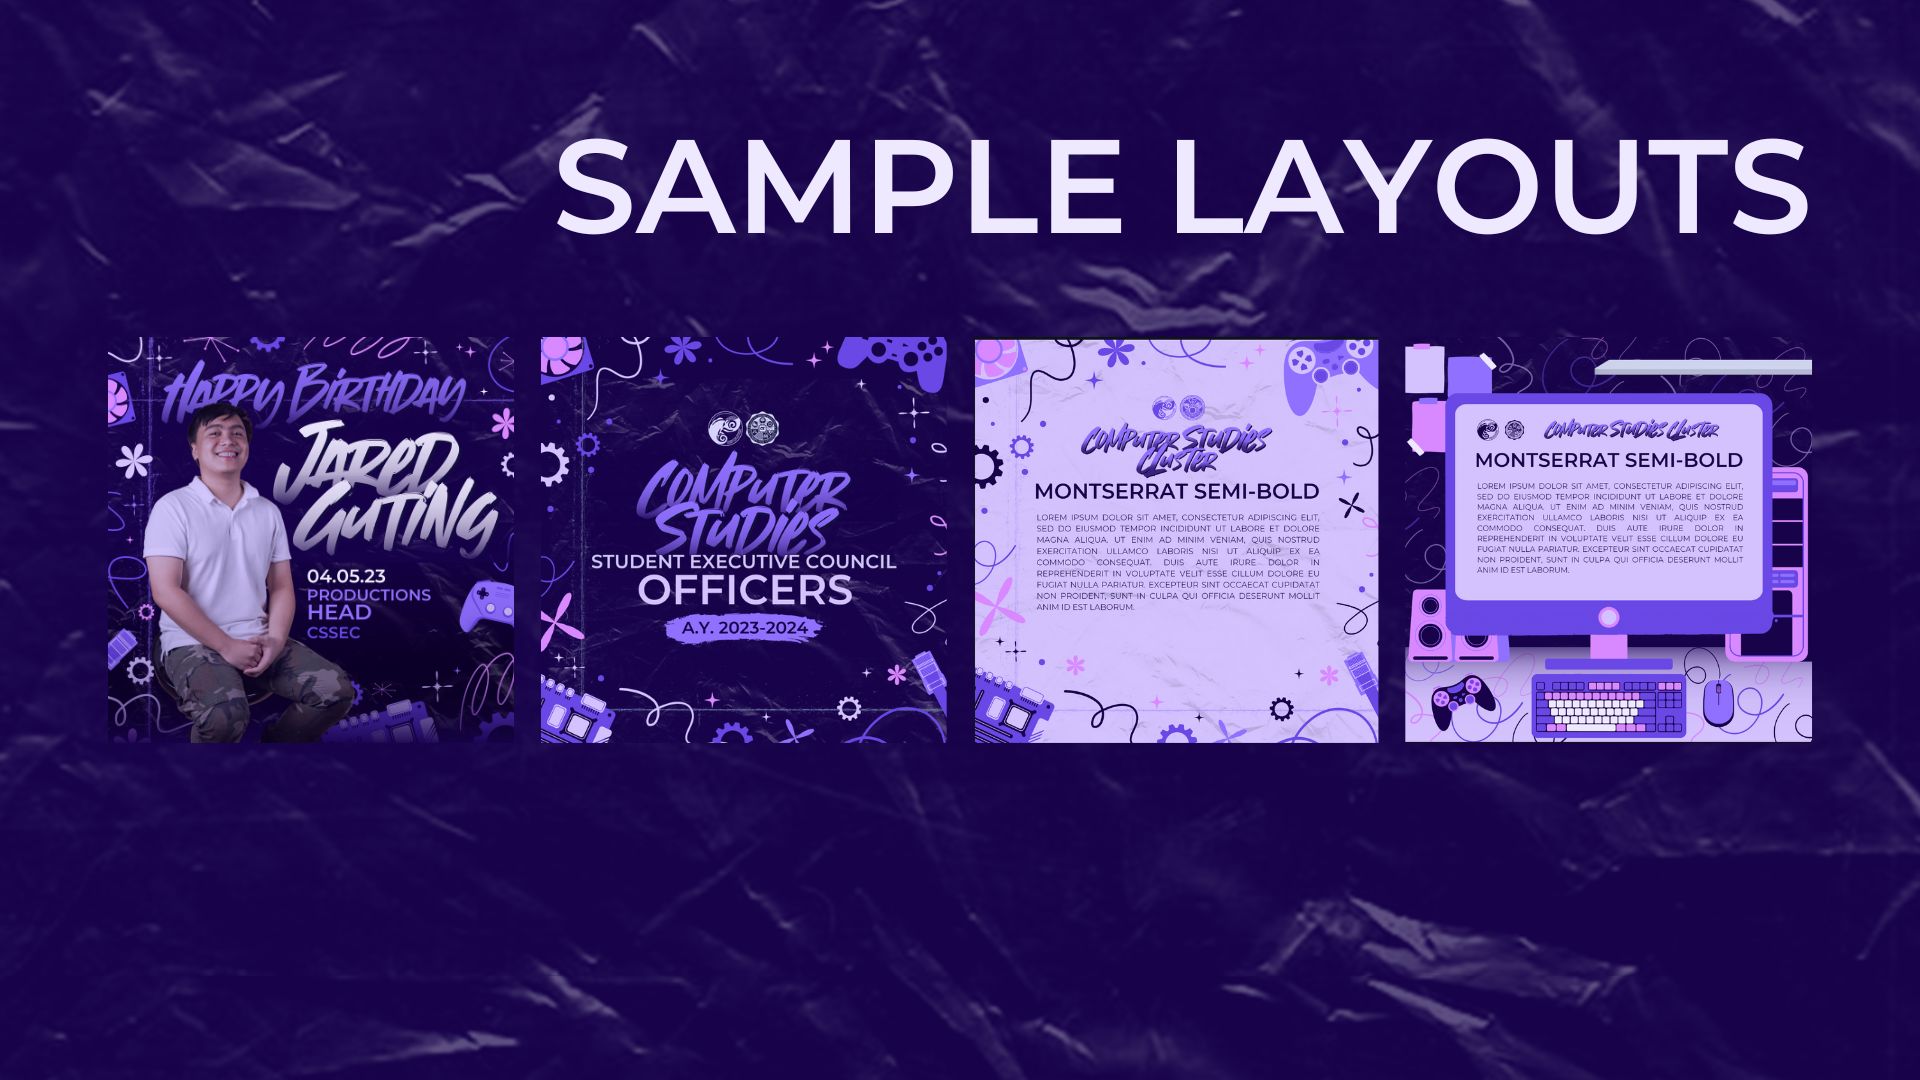 SAMPLE LAYOUTS
HAPPY BIRTHDAY
JARED
GUTING
04.05.23
PRODUCTIONS
HEAD
CSSEC
COMPUTER
STUDIES
STUDENT EXECUTIVE COUNCIL
OFFICERS
A.Y. 2023-2024
COMPUTER STUDIES
CLUSTER
MONTSERRAT SEMI-BOLD
LOREM IPSUM DOLOR SIT AMET, CONSECTETUR ADIPISCING ELIT,
SED DO EIUSMOD TEMPOR INCIDIDUNT UT LABORE ET DOLORE
MAGNA ALIQUA. UT ENIM AD MINIM VENIAM, QUIS NOSTRUD
EXERCITATION ULLAMCO LABORIS NISI UT ALIQUIP EX EA
COMMODO CONSEQUAT. DUIS AUTE IRURE DOLOR IN
REPREHENDERIT IN VOLUPTATE VELIT ESSE CILLUM DOLORE EU
FUGIAT NULLA PARIATUR. EXCEPTEUR SINT OCCAECAT CUPIDATAT
NON PROIDENT, SUNT IN CULPA QUI OFFICIA DESERUNT MOLLIT
ANIM ID EST LABORUM.
COMPUTER STUDIES CLUSTER
MONTSERRAT SEMI-BOLD
LOREM IPSUM DOLOR SIT AMET, CONSECTETUR ADIPISCING ELIT,
SED DO EIUSMOD TEMPOR INCIDIDUNT UT LABORE ET DOLORE
MAGNA ALIQUA. UT ENIM AD MINIM VENIAM, QUIS NOSTRUD
EXERCITATION ULLAMCO LABORIS NISI UT ALIQUIP EX EA
COMMODO CONSEQUAT. DUIS AUTE IRURE DOLOR IN
REPREHENDERIT IN VOLUPTATE VELIT ESSE CILLUM DOLORE EU
FUGIAT NULLA PARIATUR. EXCEPTEUR SINT OCCAECAT CUPIDATAT
NON PROIDENT, SUNT IN CULPA QUI OFFICIA DESERUNT MOLLIT
ANIM ID EST LABORUM.